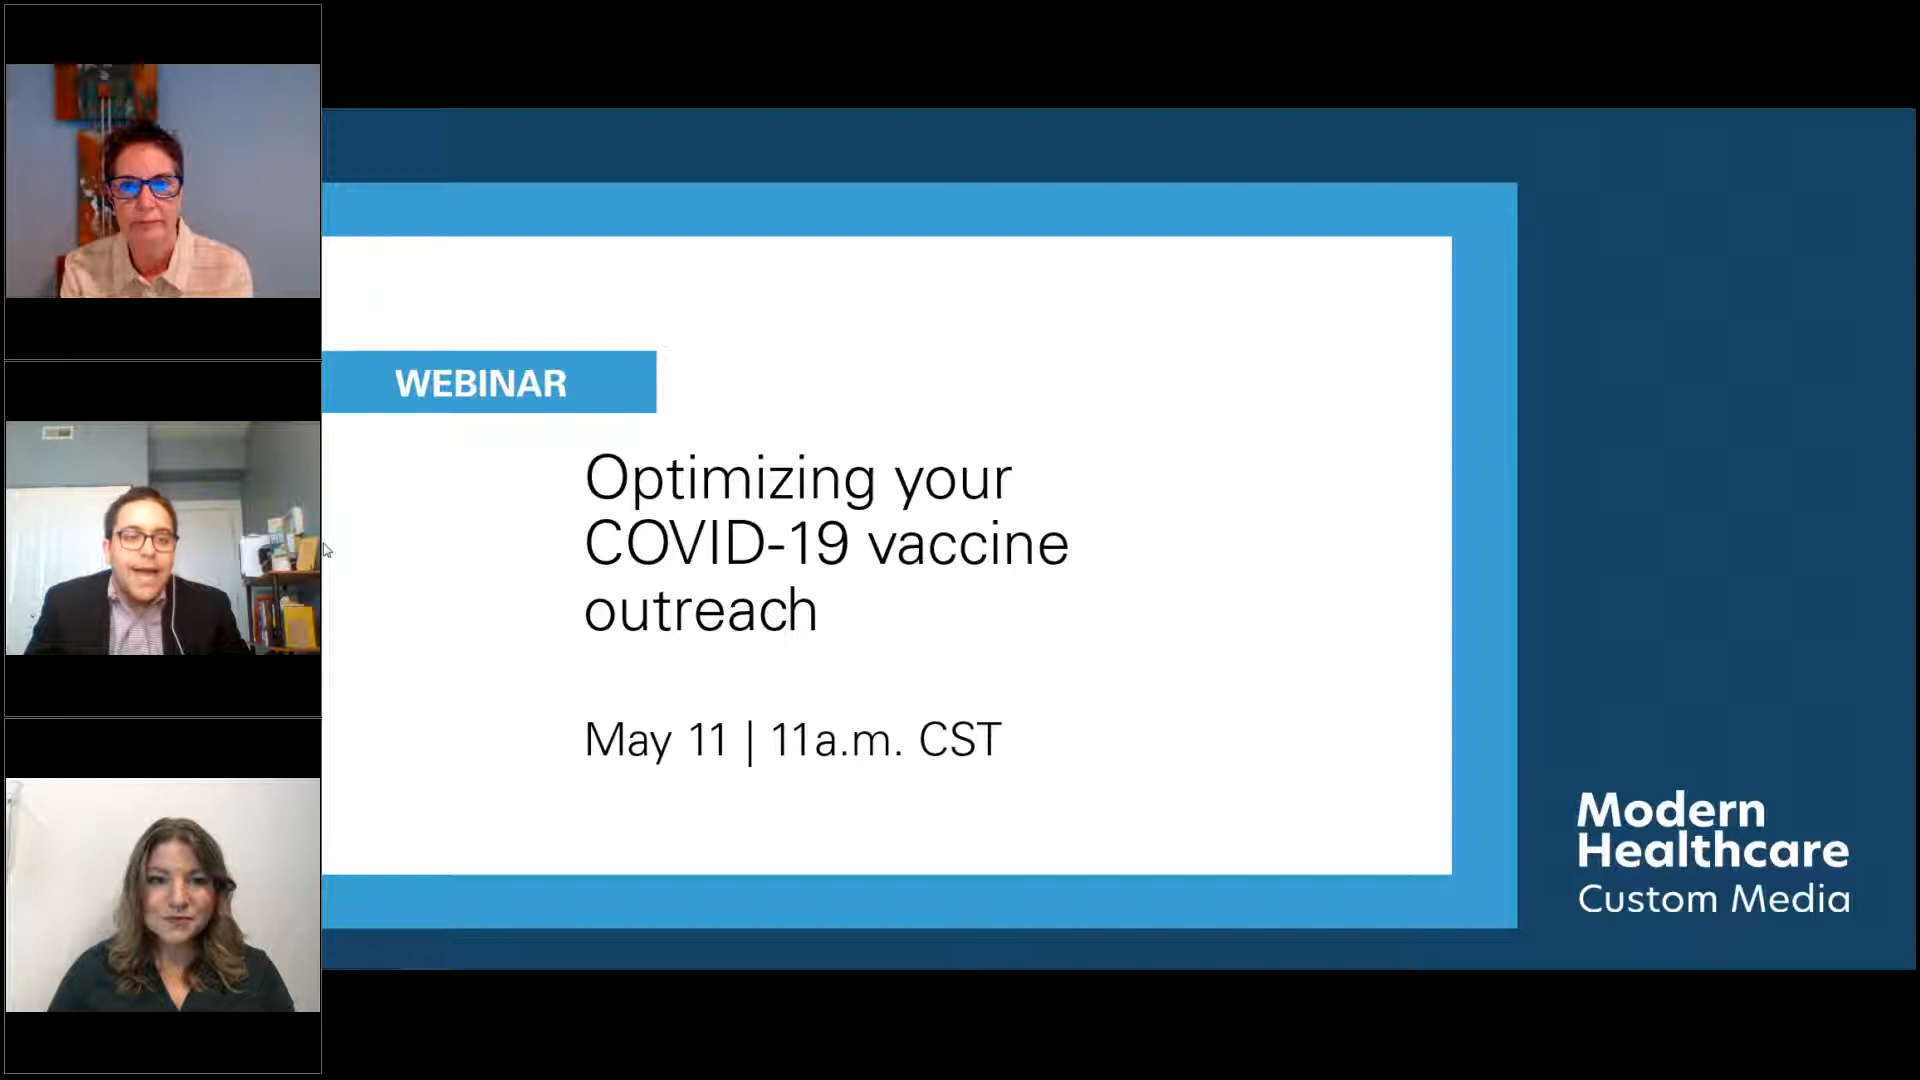 WEBINAR
Optimizing your
COVID-19 vaccine
outreach
May 11 | 11a.m. CST
Modern
Healthcare
Custom Media